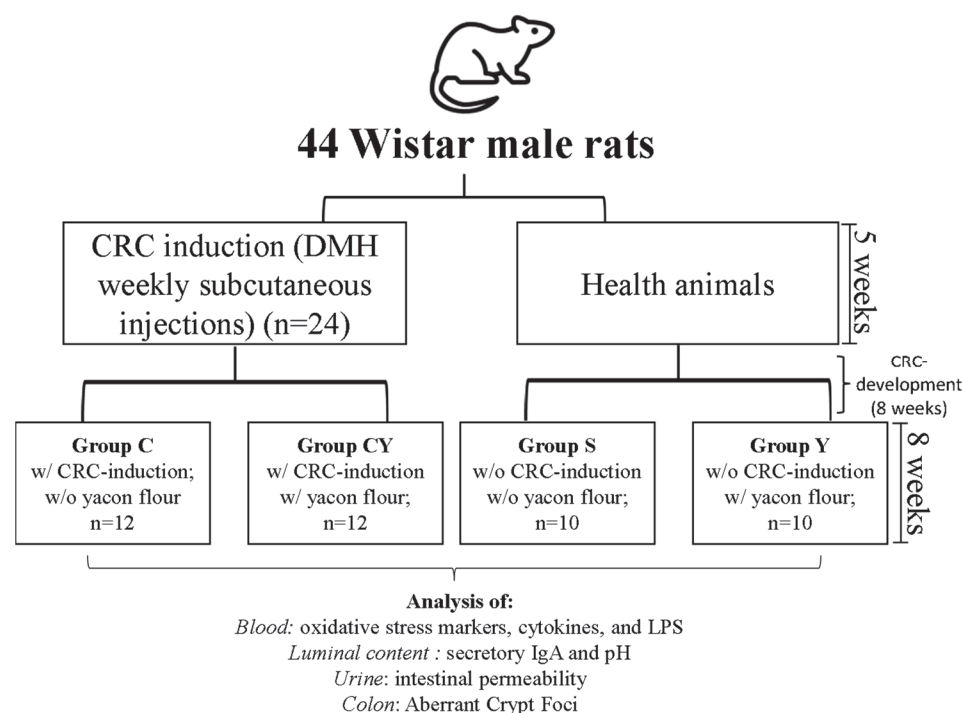 44 Wistar male rats
CRC induction (DMH
weekly subcutaneous
injections) (n=24)
Health animals
5 weeks
CRC-
development
(8 weeks)
Group C
w/ CRC-induction;
w/o yacon flour
n=12
Group CY
w/ CRC-induction
w/ yacon flour;
n=12
Group S
w/o CRC-induction
w/o yacon flour;
n=10
Group Y
w/o CRC-induction
w/ yacon flour;
n=10
8 weeks
Analysis of:
Blood: oxidative stress markers, cytokines, and LPS
Luminal content : secretory IgA and pH
Urine: intestinal permeability
Colon: Aberrant Crypt Foci